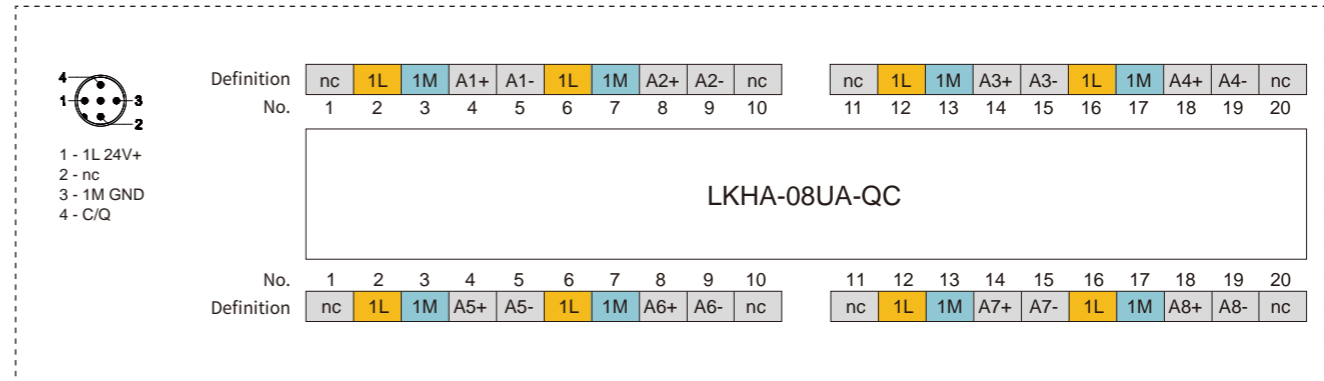 4
1
3
2
1 - 1L 24V+
2 - nc
3 - 1M GND
4 - C/Q
Definition nc 1L 1M A1+ A1- 1L 1M A2+ A2- nc nc 1L 1M A3+ A3- 1L 1M A4+ A4- nc
No. 1 2 3 4 5 6 7 8 9 10 11 12 13 14 15 16 17 18 19 20
LKHA-08UA-QC
No. 1 2 3 4 5 6 7 8 9 10 11 12 13 14 15 16 17 18 19 20
Definition nc 1L 1M A5+ A5- 1L 1M A6+ A6- nc nc 1L 1M A7+ A7- 1L 1M A8+ A8- nc